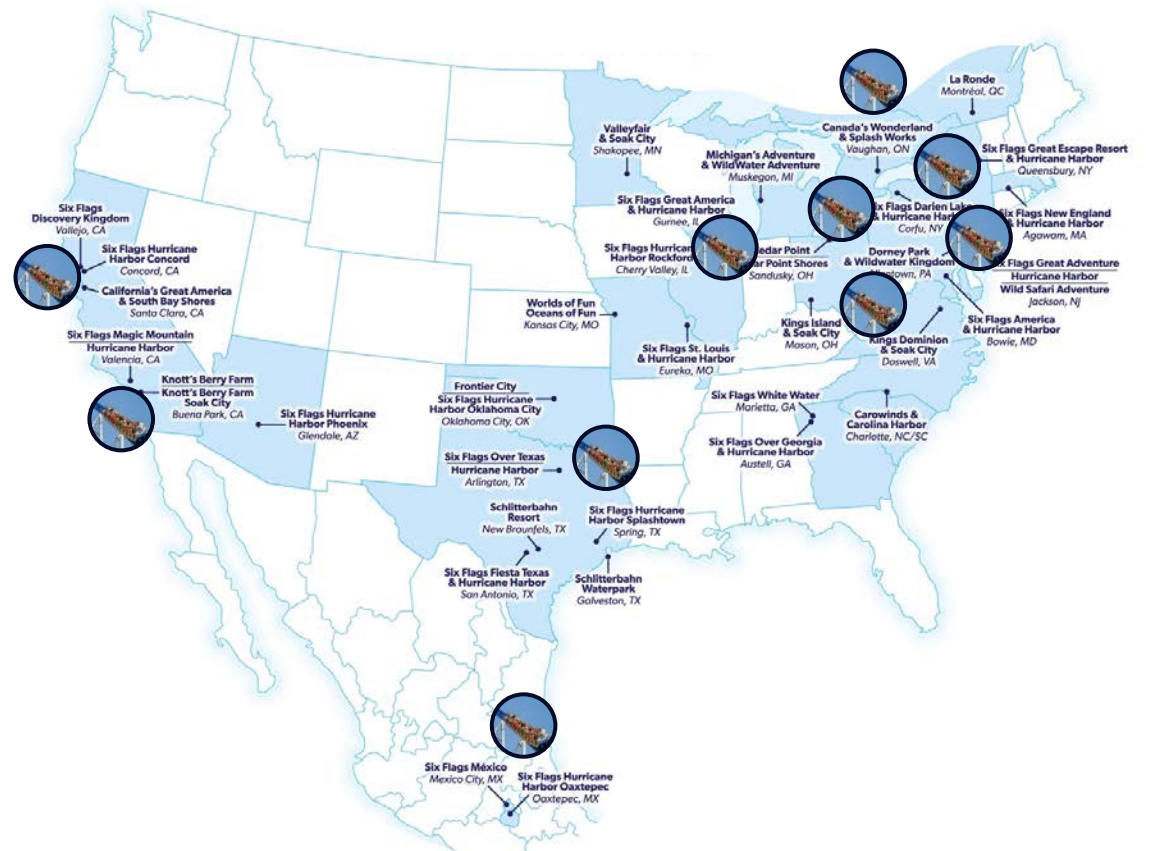 La Ronde
Montréal, QC
Canada's Wonderland
& Splash Works
Vaughan, ON
Valleyfair
& Soak City
Shakopee, MN
Michigan's Adventure
& WildWater Adventure
Muskegon, MI
Six Flags Great Escape Resort
& Hurricane Harbor
Queensbury, NY
Six Flags Great America
& Hurricane Harbor
Gurnee, IL
Six Flags Darien Lake
& Hurricane
Corfu, NY
Six Flags New England
& Hurricane Harbor
Agawam, MA
Six Flags
Discovery Kingdom
Vallejo, CA
Six Flags Hurricane
Harbor Concord
Concord, CA
California's Great America
& South Bay Shores
Santa Clara, CA
Six Flags Magic Mountain
Hurricane Harbor
Valencia, CA
Knott's Berry Farm
Knott's Berry Farm
Soak City
Buena Park, CA
Six Flags Hurricane
Harbor Phoenix
Glendale, AZ
Six Flags
Harbor Rockford
Cherry Valley, IL
Cedar Point
Point Shores
Sandusky, OH
Dorney Park
& Wildwater Kingdom
Allentown, PA
Flags Great Adventure
Hurricane Harbor
Wild Safari Adventure
Jackson, NJ
Worlds of Fun
Oceans of Fun
Kansas City, MO
Six Flags St. Louis
& Hurricane Harbor
Eureka, MO
Kings Island
& Soak City
Mason, OH
Kings Dominion
& Soak City
Doswell, VA
Six Flags America
& Hurricane Harbor
Bowie, MD
Frontier City
Six Flags Hurricane
Harbor Oklahoma City
Oklahoma City, OK
Six Flags White Water
Marietta, GA
Six Flags Over Georgia
& Hurricane Harbor
Austell, GA
Carowinds &
Carolina Harbor
Charlotte, NC/SC
Six Flags Over Texas
Hurricane Harbor
Arlington, TX
Schlitterbahn
Resort
New Braunfels, TX
Six Flags Hurricane
Harbor Splashtown
Spring, TX
Six Flags Fiesta Texas
& Hurricane Harbor
San Antonio, TX
Schlitterbahn
Waterpark
Galveston, TX
Six Flags México
Mexico City, MX
Six Flags Hurricane
Harbor Oaxtepec
Oaxtepec, MX